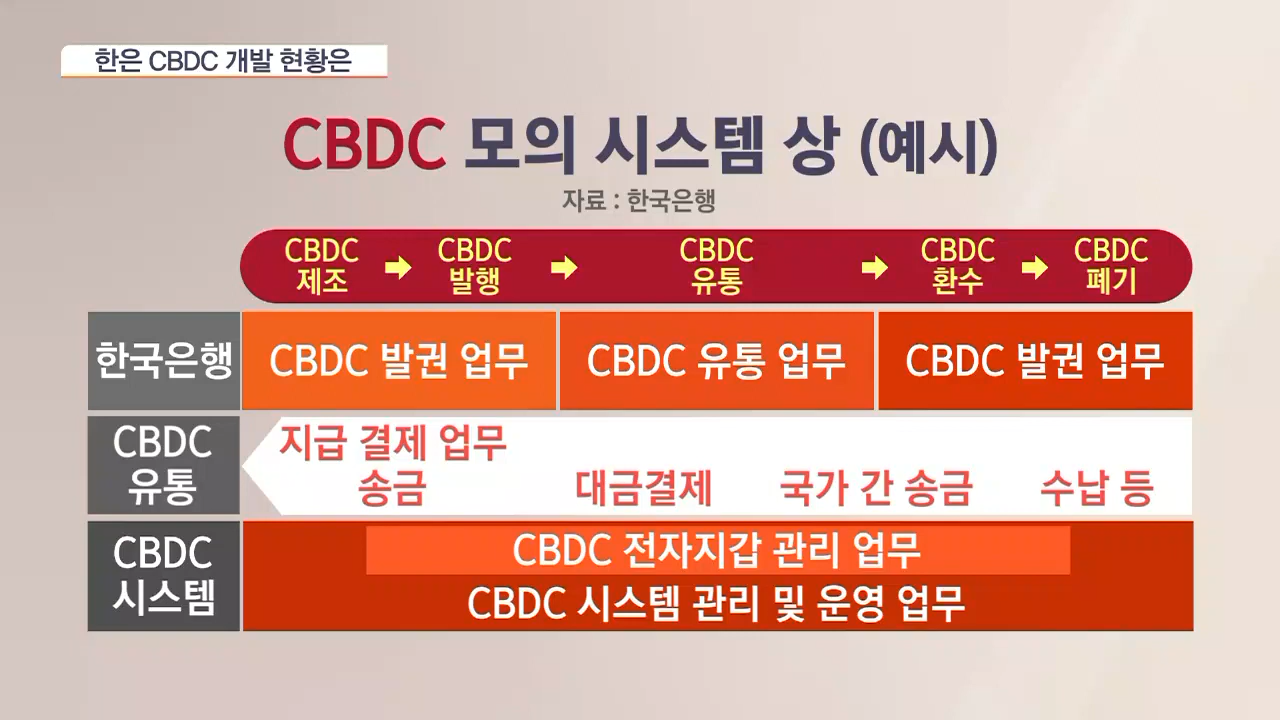 한은 CBDC 개발 현황은
CBDC 모의 시스템 상 (예시)
자료 : 한국은행
CBDC 제조 → CBDC 발행 → CBDC 유통 → CBDC 환수 → CBDC 폐기
한국은행
CBDC 발권 업무 CBDC 유통 업무 CBDC 발권 업무
CBDC 유통
지급 결제 업무
송금 대금결제 국가 간 송금 수납 등
CBDC 시스템
CBDC 전자지갑 관리 업무
CBDC 시스템 관리 및 운영 업무